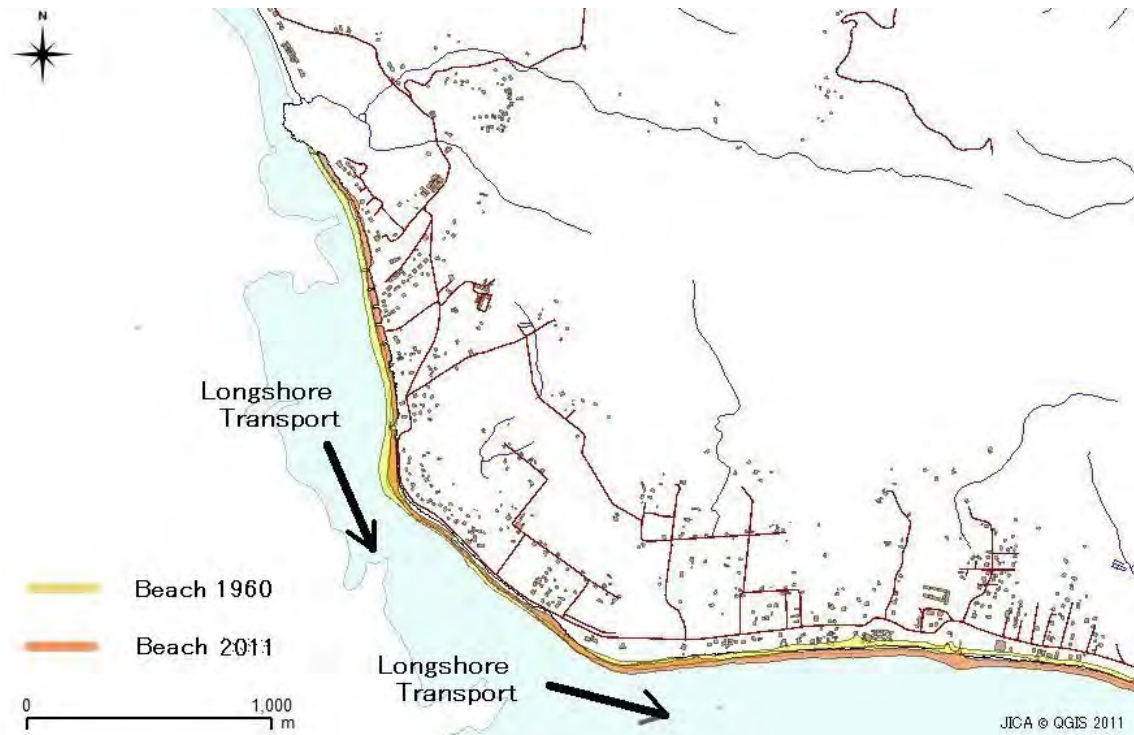 N
Longshore
Transport
Beach 1960
Beach 2011
Longshore
Transport
0 1,000
m
JICA © QGIS 2011